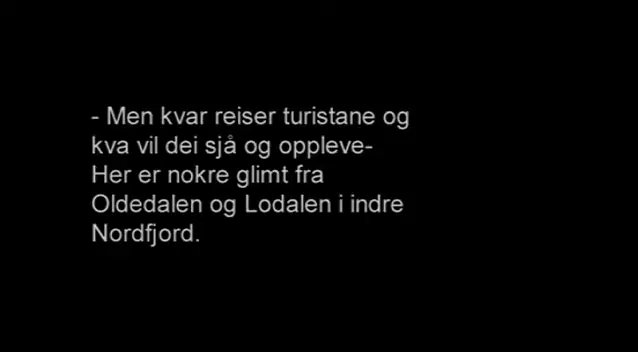 - Men kvar reiser turistane og
kva vil dei sjå og oppleve-
Her er nokre glimt fra
Oldedalen og Lodalen i indre
Nordfjord.